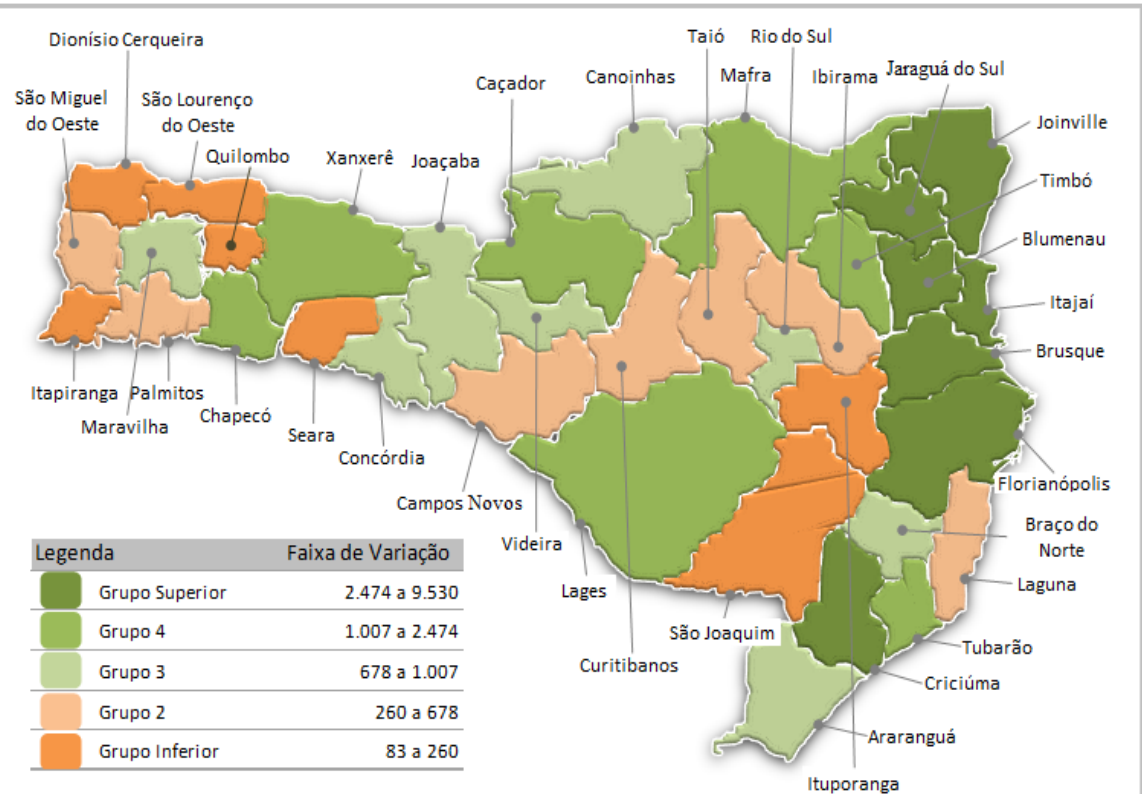 Dionísio Cerqueira
São Miguel
do Oeste
São Lourenço
do Oeste
Quilombo
Xanxerê
Joaçaba
Caçador
Canoinhas
Taió
Mafra
Rio do Sul
Ibirama
Jaraguá do Sul
Joinville
Timbó
Blumenau
Itajaí
Brusque
Florianópolis
Braço do
Norte
Laguna
Tubarão
Criciúma
Araranguá
Ituporanga
São Joaquim
Curitibanos
Lages
Videira
Campos Novos
Concórdia
Seara
Chapecó
Maravilha
Palmitos
Itapiranga
Legenda Faixa de Variação
Grupo Superior 2.474 a 9.530
Grupo 4 1.007 a 2.474
Grupo 3 678 a 1.007
Grupo 2 260 a 678
Grupo Inferior 83 a 260